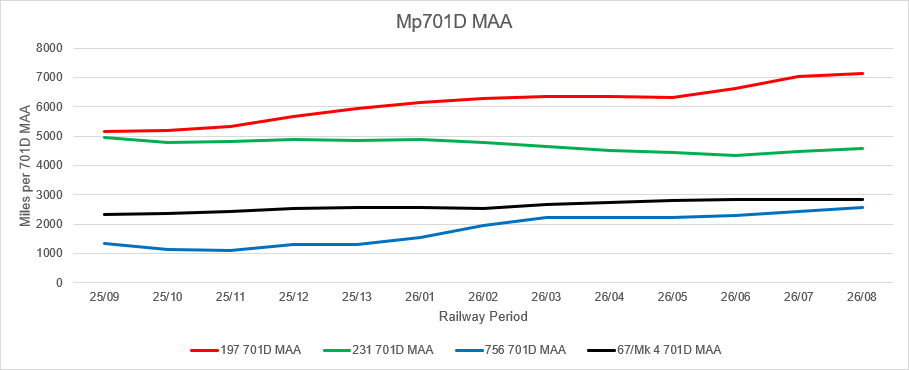 Mp701D MAA
8000
7000
6000
5000
4000
3000
2000
1000
0
Miles per 701D MAA
25/09 25/10 25/11 25/12 25/13 26/01 26/02 26/03 26/04 26/05 26/06 26/07 26/08
Railway Period
197 701D MAA 231 701D MAA 756 701D MAA 67/Mk 4 701D MAA